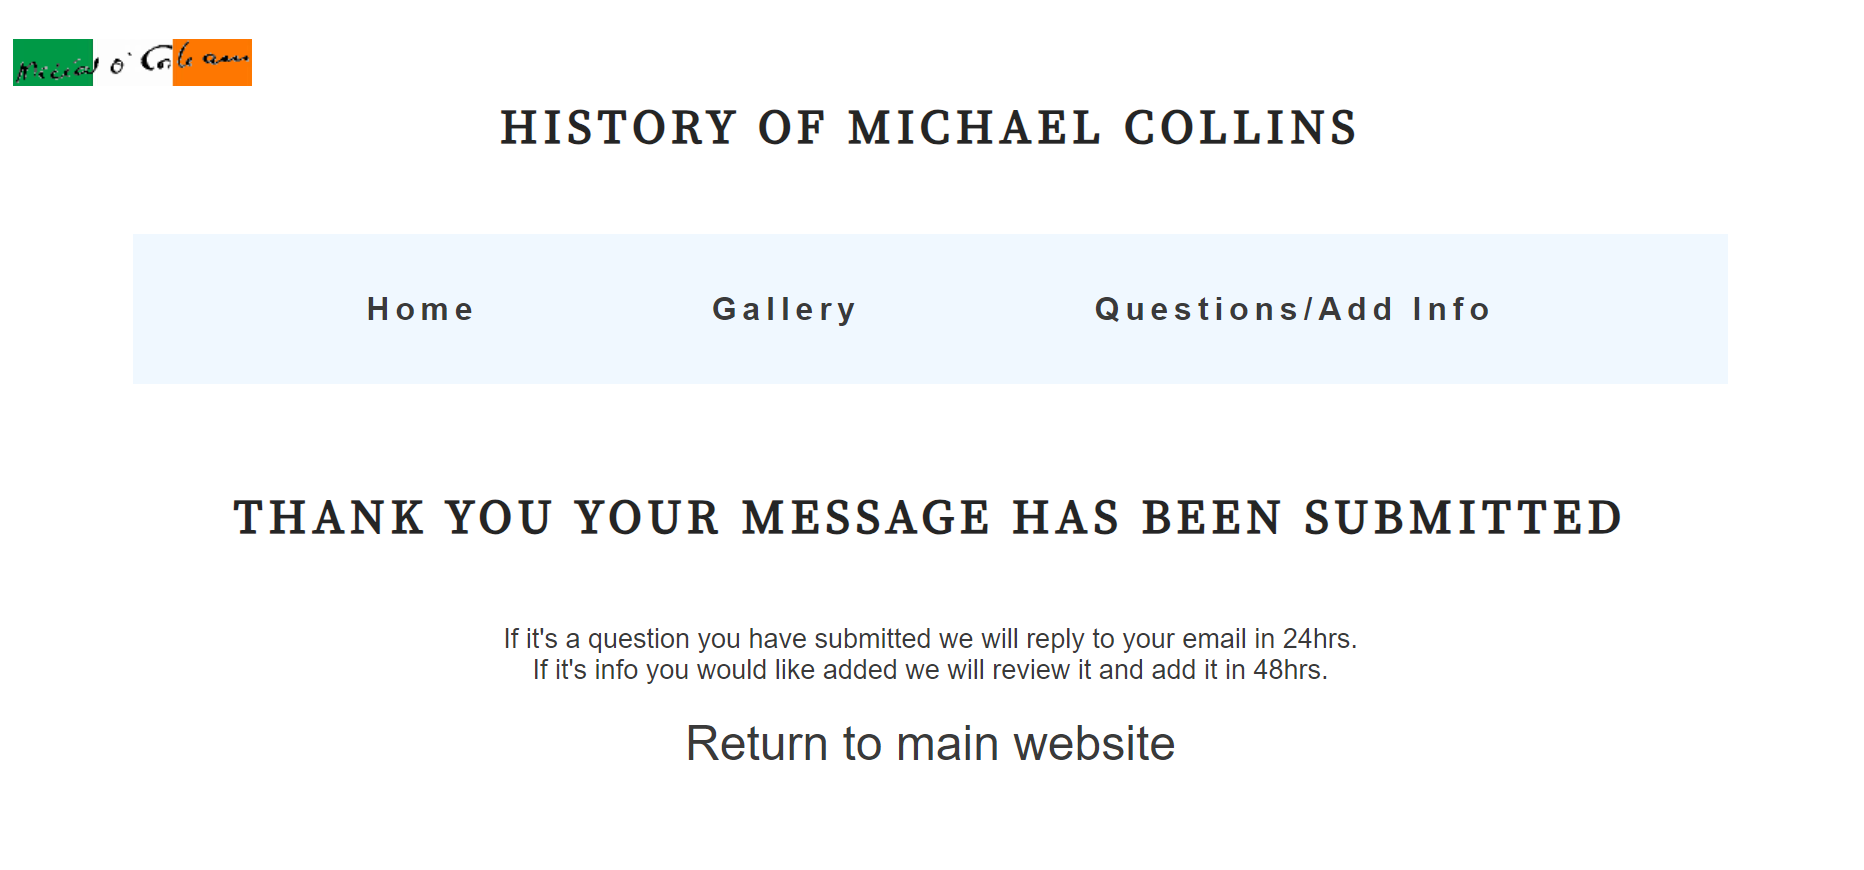 HISTORY OF MICHAEL COLLINS
Home
Gallery
Questions/Add Info
THANK YOU YOUR MESSAGE HAS BEEN SUBMITTED
If it's a question you have submitted we will reply to your email in 24hrs.
If it's info you would like added we will review it and add it in 48hrs.
Return to main website